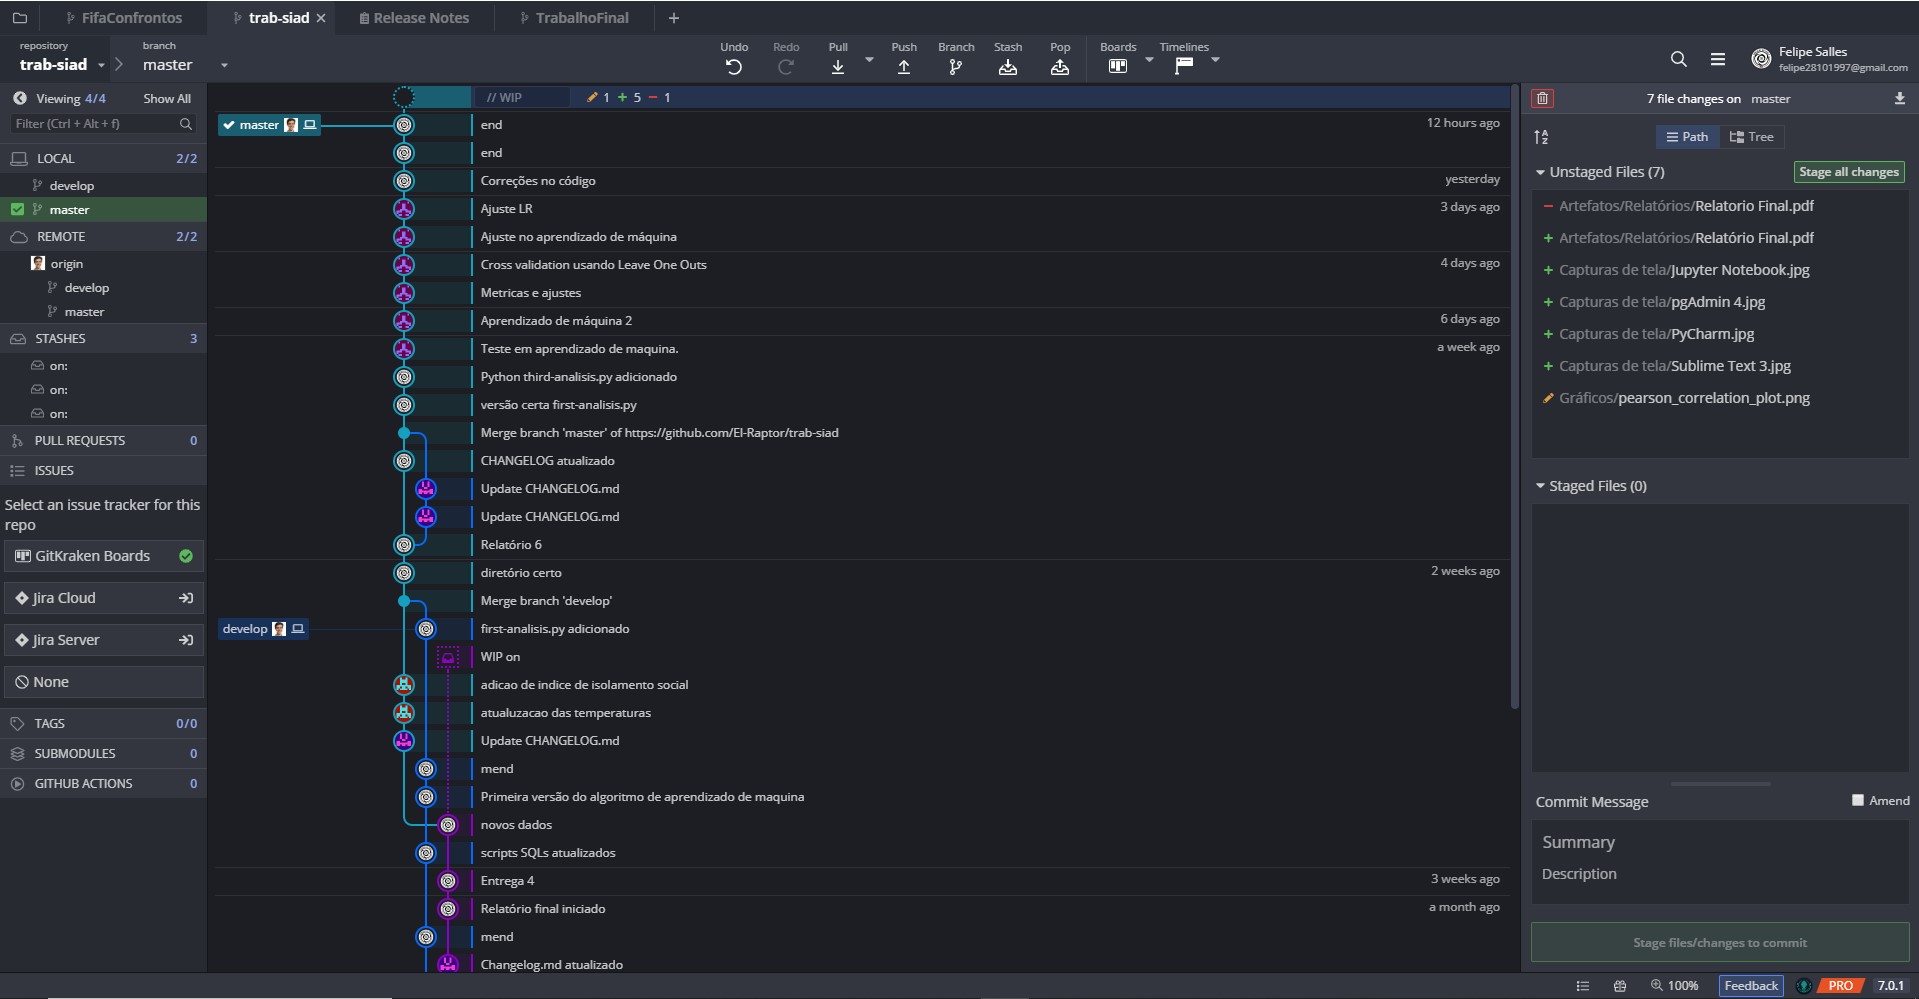 FifaConfrontos
trab-siad
Release Notes
TrabalhoFinal
repository
trab-siad
branch
master
Undo
Redo
Pull
Push
Branch
Stash
Pop
Boards
Timelines
Felipe Salles
felipe28101997@gmail.com
Viewing 4/4
Show All
Filter (Ctrl + Alt + f)
LOCAL 2/2
develop
master
REMOTE 2/2
origin
develop
master
STASHES 3
on:
on:
on:
PULL REQUESTS 0
ISSUES
Select an issue tracker for this
repo
GitKraken Boards
Jira Cloud
Jira Server
None
TAGS 0/0
SUBMODULES 0
GITHUB ACTIONS 0
// WIP 1 + 5 − 1
master end 12 hours ago
end
Correções no código yesterday
Ajuste LR 3 days ago
Ajuste no aprendizado de máquina
Cross validation usando Leave One Outs 4 days ago
Metricas e ajustes
Aprendizado de máquina 2 6 days ago
Teste em aprendizado de maquina. a week ago
Python third-analisis.py adicionado
versão certa first-analisis.py
Merge branch 'master' of https://github.com/El-Raptor/trab-siad
CHANGELOG atualizado
Update CHANGELOG.md
Update CHANGELOG.md
Relatório 6
diretório certo 2 weeks ago
Merge branch 'develop'
develop first-analisis.py adicionado
WIP on
adicao de indice de isolamento social
atualuzacao das temperaturas
Update CHANGELOG.md
mend
Primeira versão do algoritmo de aprendizado de maquina
novos dados
scripts SQLs atualizados
Entrega 4 3 weeks ago
Relatório final iniciado a month ago
mend
Changelog.md atualizado
7 file changes on master
Path
Tree
Unstaged Files (7)
Stage all changes
− Artefatos/Relatórios/Relatorio Final.pdf
+ Artefatos/Relatórios/Relatório Final.pdf
+ Capturas de tela/Jupyter Notebook.jpg
+ Capturas de tela/pgAdmin 4.jpg
+ Capturas de tela/PyCharm.jpg
+ Capturas de tela/Sublime Text 3.jpg
Gráficos/pearson_correlation_plot.png
Staged Files (0)
Commit Message
Amend
Summary
Description
Stage files/changes to commit
100%
Feedback
PRO
7.0.1